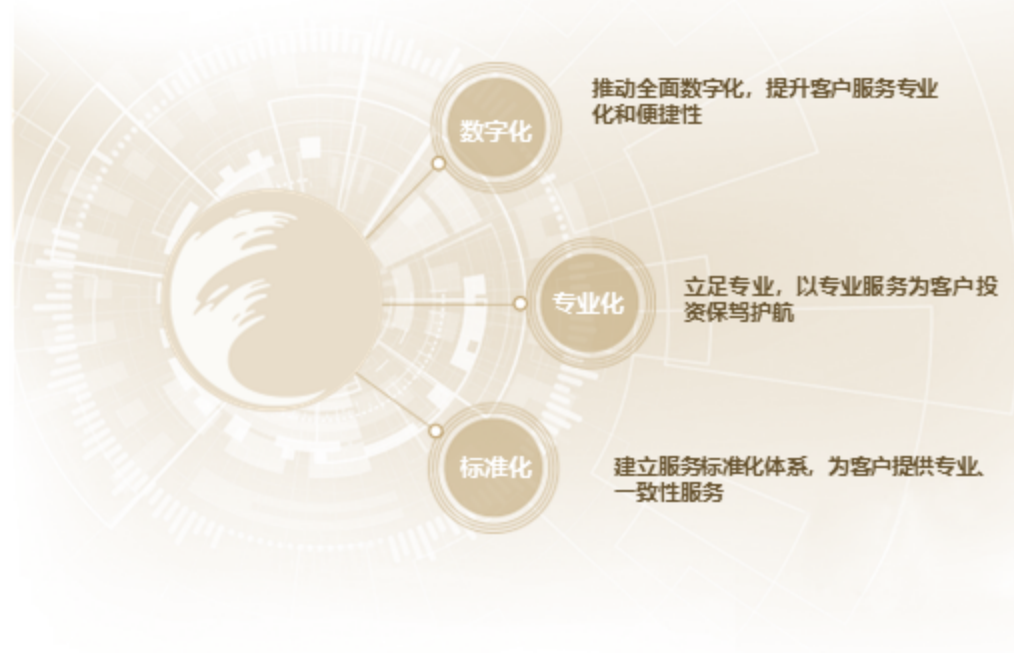 数字化
推动全面数字化，提升客户服务专业
化和便捷性
专业化
立足专业，以专业服务为客户投
资保驾护航
标准化
建立服务标准化体系，为客户提供专业、
一致性服务